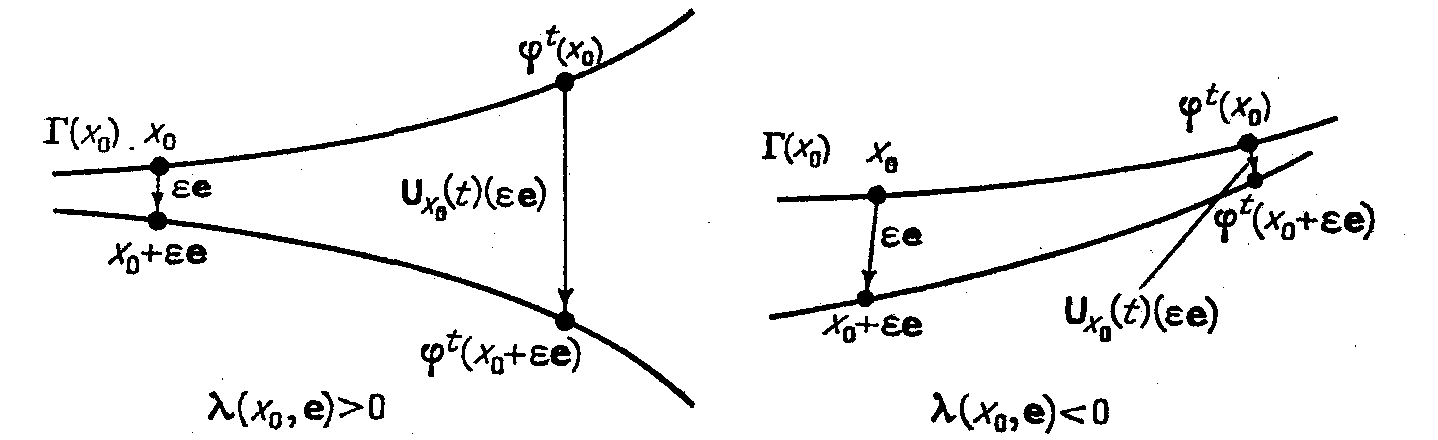 φᵗ(x₀)
Γ(x₀) . x₀
εe
Uₓ₀(t)(εe)
x₀+εe
φᵗ(x₀+εe)
λ(x₀,e)>0
φᵗ(x₀)
Γ(x₀) x₀
εe
φᵗ(x₀+εe)
x₀+εe
Uₓ₀(t)(εe)
λ(x₀,e)<0